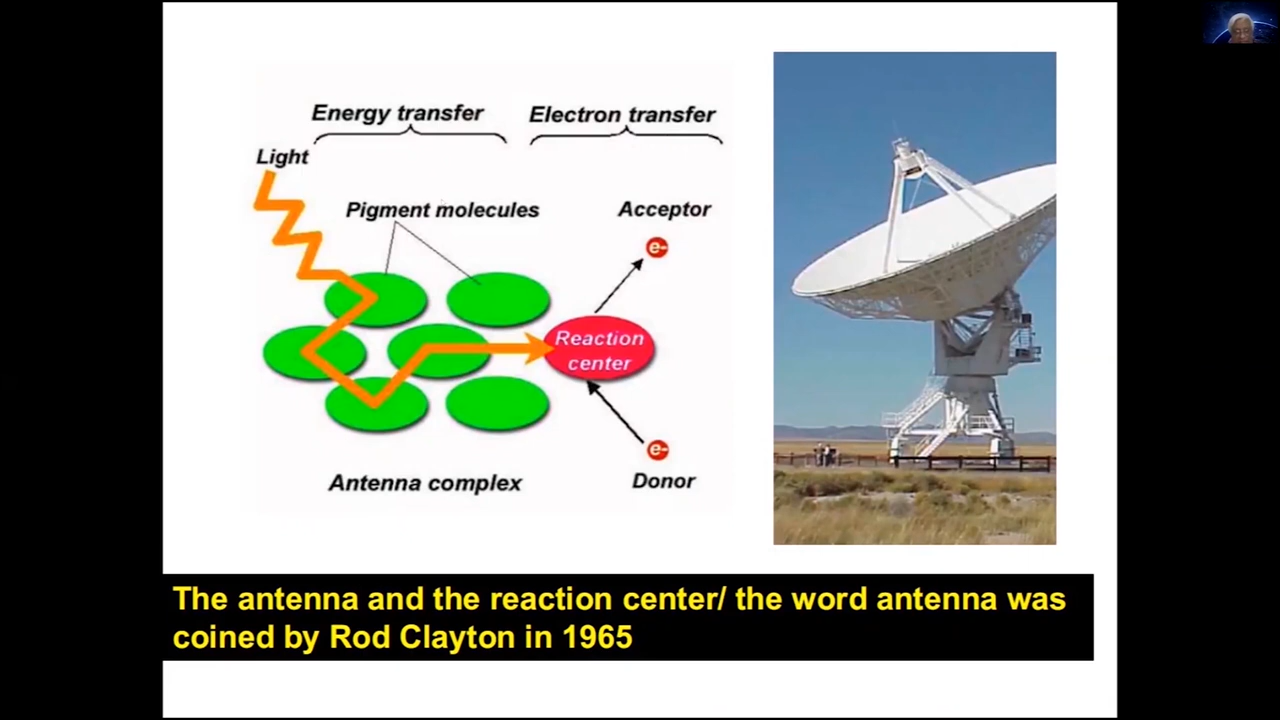 Energy transfer
Electron transfer
Light
Pigment molecules
Acceptor
e-
Reaction
center
e-
Antenna complex
Donor
The antenna and the reaction center/ the word antenna was
coined by Rod Clayton in 1965